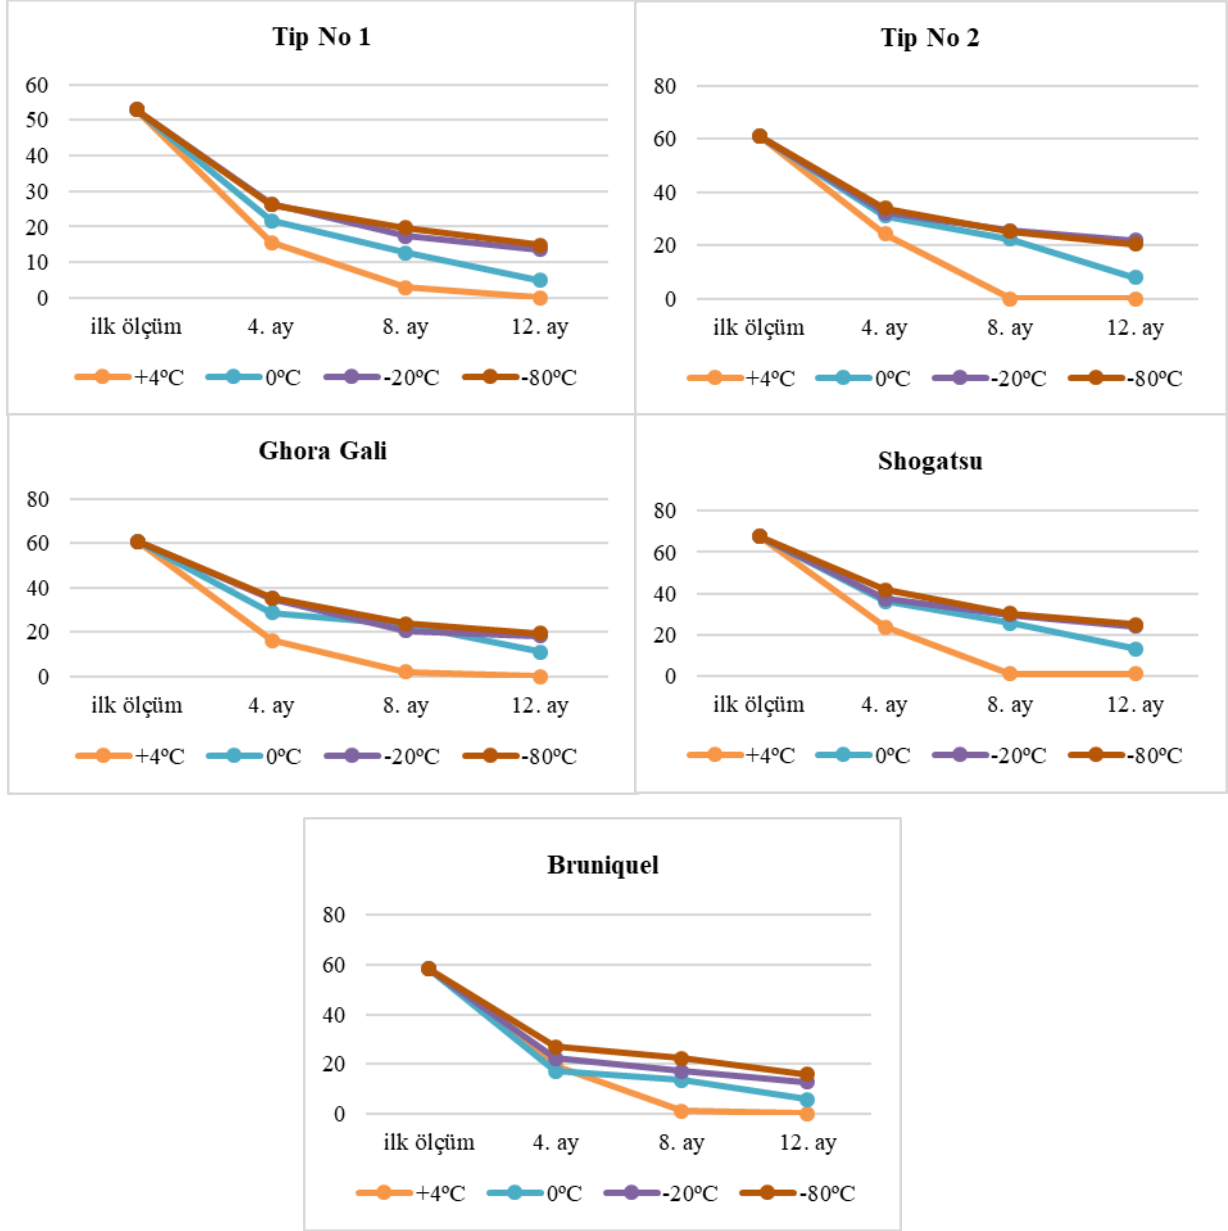 Tip No 1
60
50
40
30
20
10
0
ilk ölçüm 4. ay 8. ay 12. ay
+4ºC 0ºC -20ºC -80ºC
Tip No 2
80
60
40
20
0
ilk ölçüm 4. ay 8. ay 12. ay
+4ºC 0ºC -20ºC -80ºC
Ghora Gali
80
60
40
20
0
ilk ölçüm 4. ay 8. ay 12. ay
+4ºC 0ºC -20ºC -80ºC
Shogatsu
80
60
40
20
0
ilk ölçüm 4. ay 8. ay 12. ay
+4ºC 0ºC -20ºC -80ºC
Bruniquel
80
60
40
20
0
ilk ölçüm 4. ay 8. ay 12. ay
+4ºC 0ºC -20ºC -80ºC